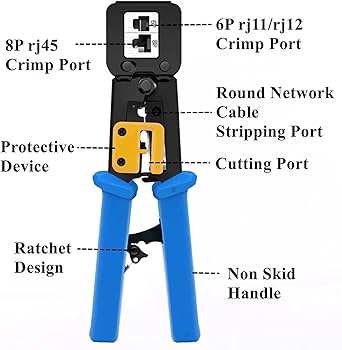 6P rj11/rj12
Crimp Port
8P rj45
Crimp Port
Round Network
Cable
Stripping Port
Protective
Device
Cutting Port
Ratchet
Design
Non Skid
Handle